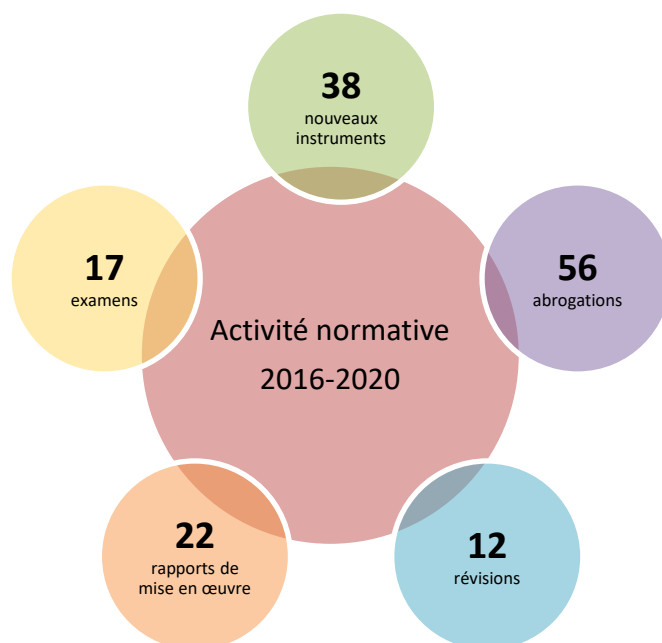 38
nouveaux
instruments
17
examens
56
abrogations
Activité normative
2016-2020
22
rapports de
mise en œuvre
12
révisions